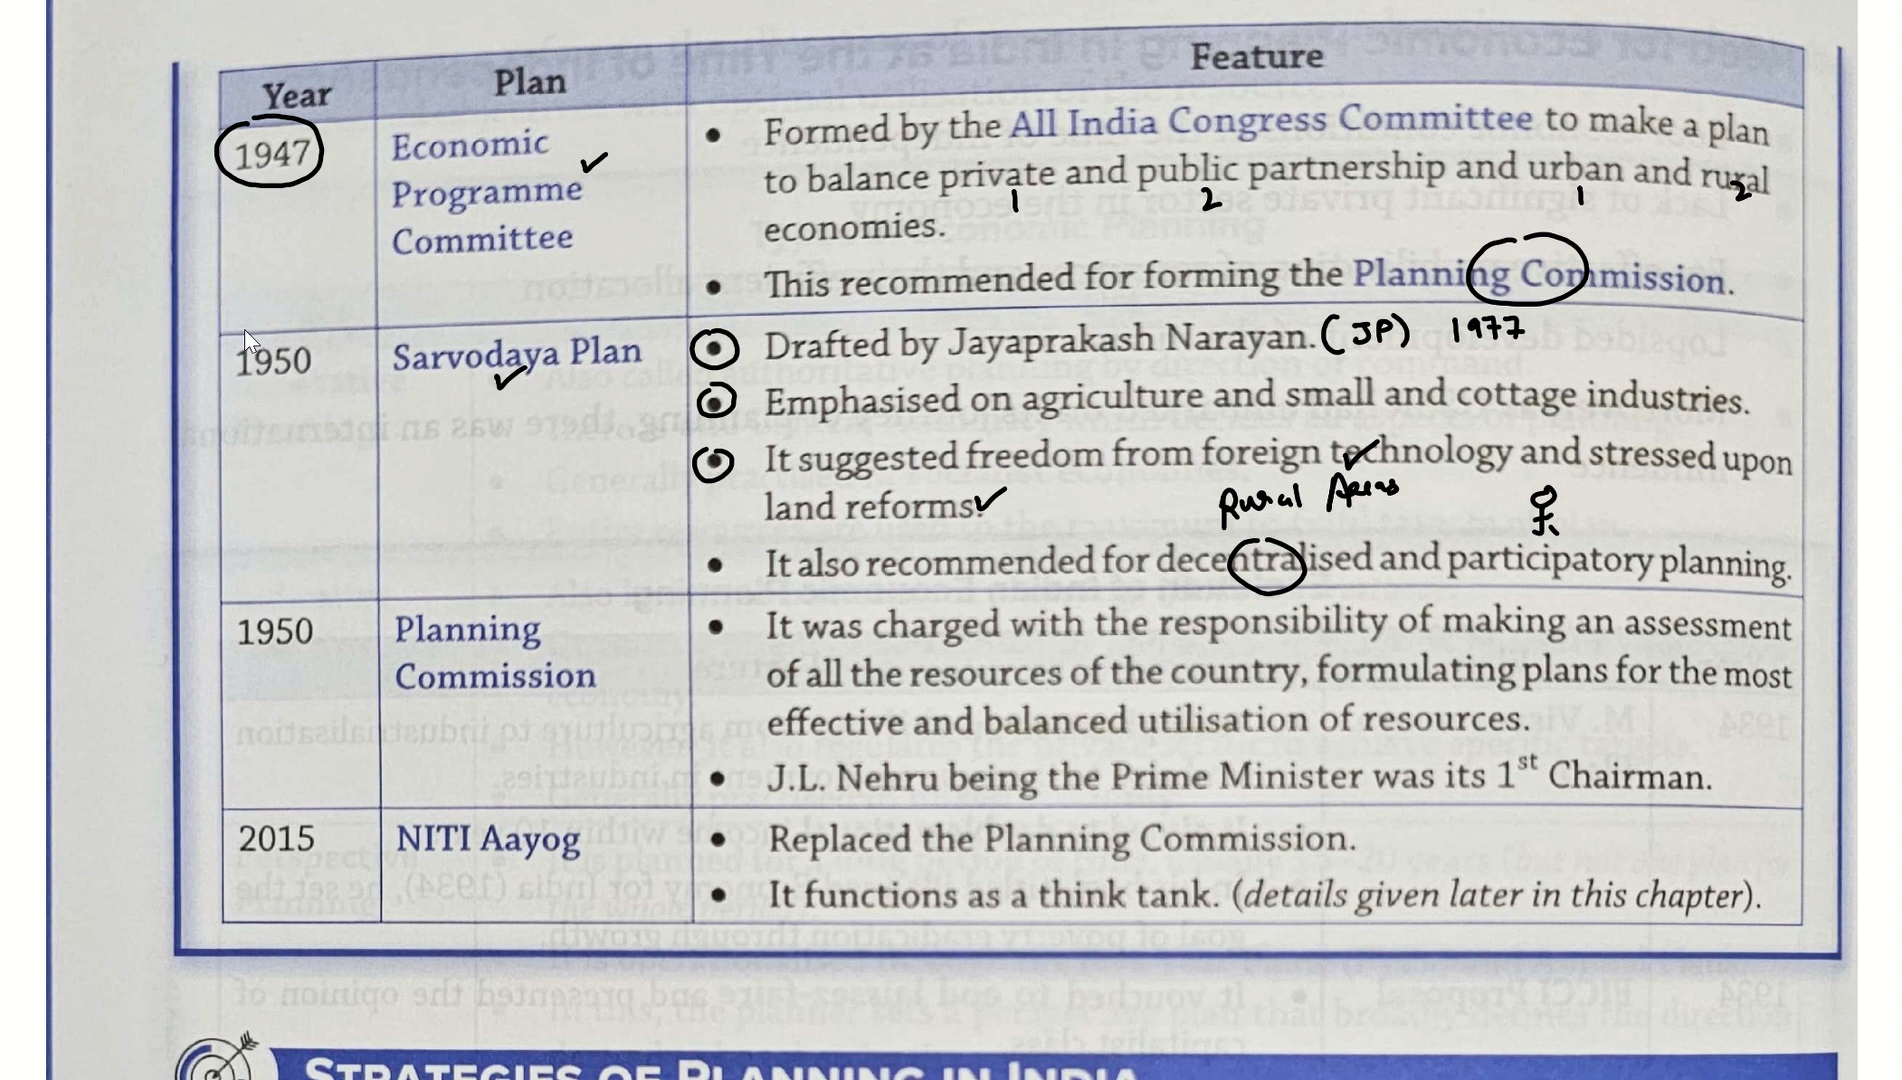 Year Plan Feature
1947 Economic Programme Committee
• Formed by the All India Congress Committee to make a plan
to balance private and public partnership and urban and rural
1 2 1 2
economies.
• This recommended for forming the Planning Commission.
1950 Sarvodaya Plan
• Drafted by Jayaprakash Narayan. (JP) 1977
• Emphasised on agriculture and small and cottage industries.
• It suggested freedom from foreign technology and stressed upon
land reforms.
Rural Areas
• It also recommended for decentralised and participatory planning.
1950 Planning Commission
• It was charged with the responsibility of making an assessment
of all the resources of the country, formulating plans for the most
effective and balanced utilisation of resources.
• J.L. Nehru being the Prime Minister was its 1st Chairman.
2015 NITI Aayog
• Replaced the Planning Commission.
• It functions as a think tank. (details given later in this chapter).
STRATEGIES OF PLANNING IN INDIA